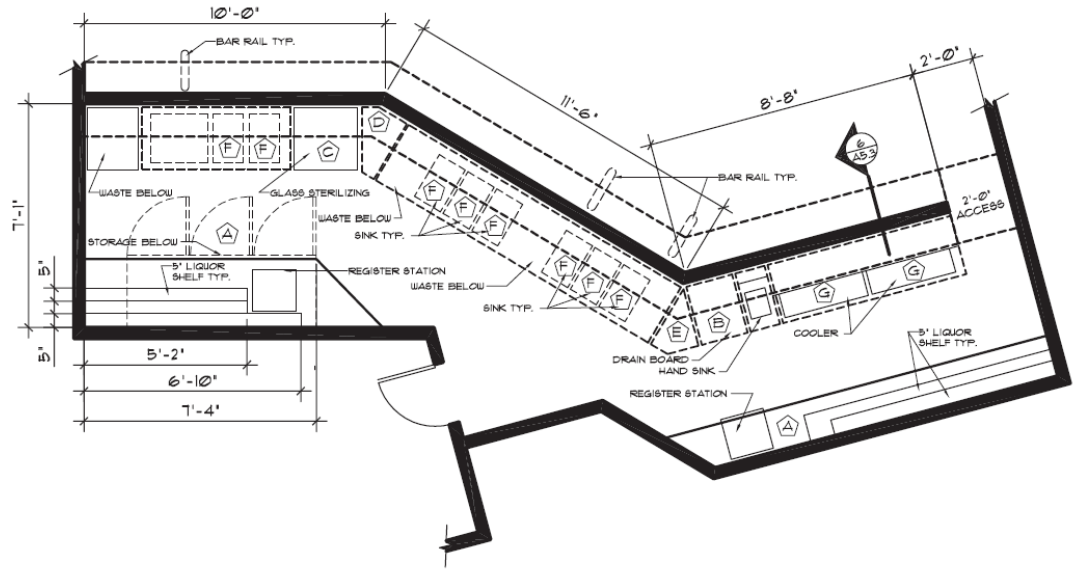 10'-0"
BAR RAIL TYP.
11'-6"
8'-8"
2'-0"
6
A5.3
D
F F
C
WASTE BELOW
GLASS STERILIZING
7'-1"
A
STORAGE BELOW
WASTE BELOW
SINK TYP.
F
F
F
BAR RAIL TYP.
2'-0"
ACCESS
5" LIQUOR
SHELF TYP.
REGISTER STATION
WASTE BELOW
SINK TYP.
F
F
F
E
B
G
G
COOLER
DRAIN BOARD
HAND SINK
5" LIQUOR
SHELF TYP.
5"
5"
5'-2"
6'-10"
7'-4"
REGISTER STATION
A